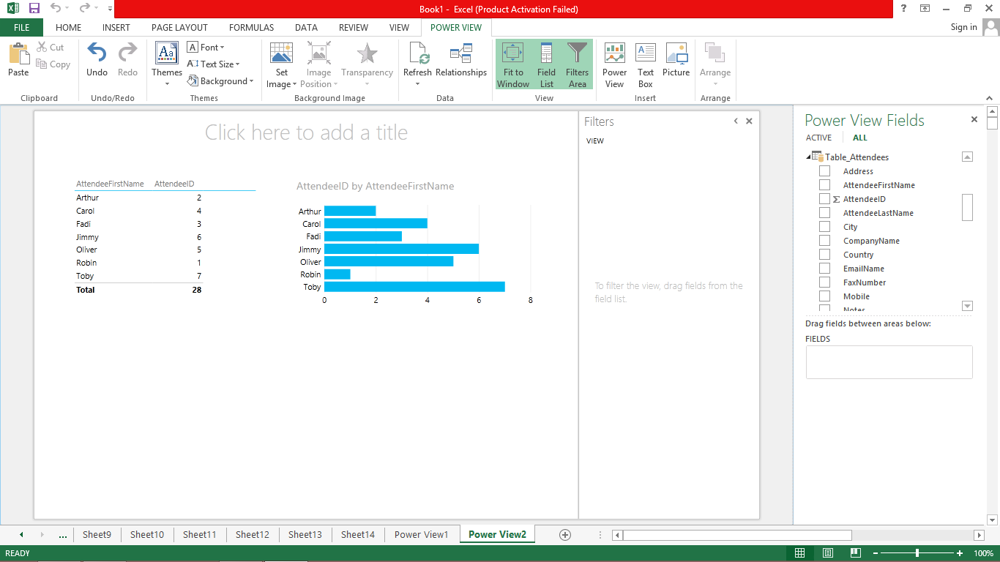 Book1 - Excel (Product Activation Failed)
?
FILE HOME INSERT PAGE LAYOUT FORMULAS DATA REVIEW VIEW POWER VIEW Sign in
Paste
Cut
Copy
Clipboard
Undo Redo
Undo/Redo
Themes
Font
Text Size
Background
Themes
Set Image
Image Position
Transparency
Background Image
Refresh Relationships
Data
Fit to Window
Field List
Filters Area
View
Power View
Text Box
Picture
Insert
Arrange
Arrange
Click here to add a title
AttendeeFirstName AttendeeID
Arthur 2
Carol 4
Fadi 3
Jimmy 6
Oliver 5
Robin 1
Toby 7
Total 28
AttendeeID by AttendeeFirstName
Arthur
Carol
Fadi
Jimmy
Oliver
Robin
Toby
0 2 4 6 8
Filters
VIEW
To filter the view, drag fields from the
field list.
Power View Fields
ACTIVE ALL
Table_Attendees
Address
AttendeeFirstName
Σ AttendeeID
AttendeeLastName
City
CompanyName
Country
EmailName
FaxNumber
Mobile
Notes
Drag fields between areas below:
FIELDS
... Sheet9 Sheet10 Sheet11 Sheet12 Sheet13 Sheet14 Power View1 Power View2
READY 100%